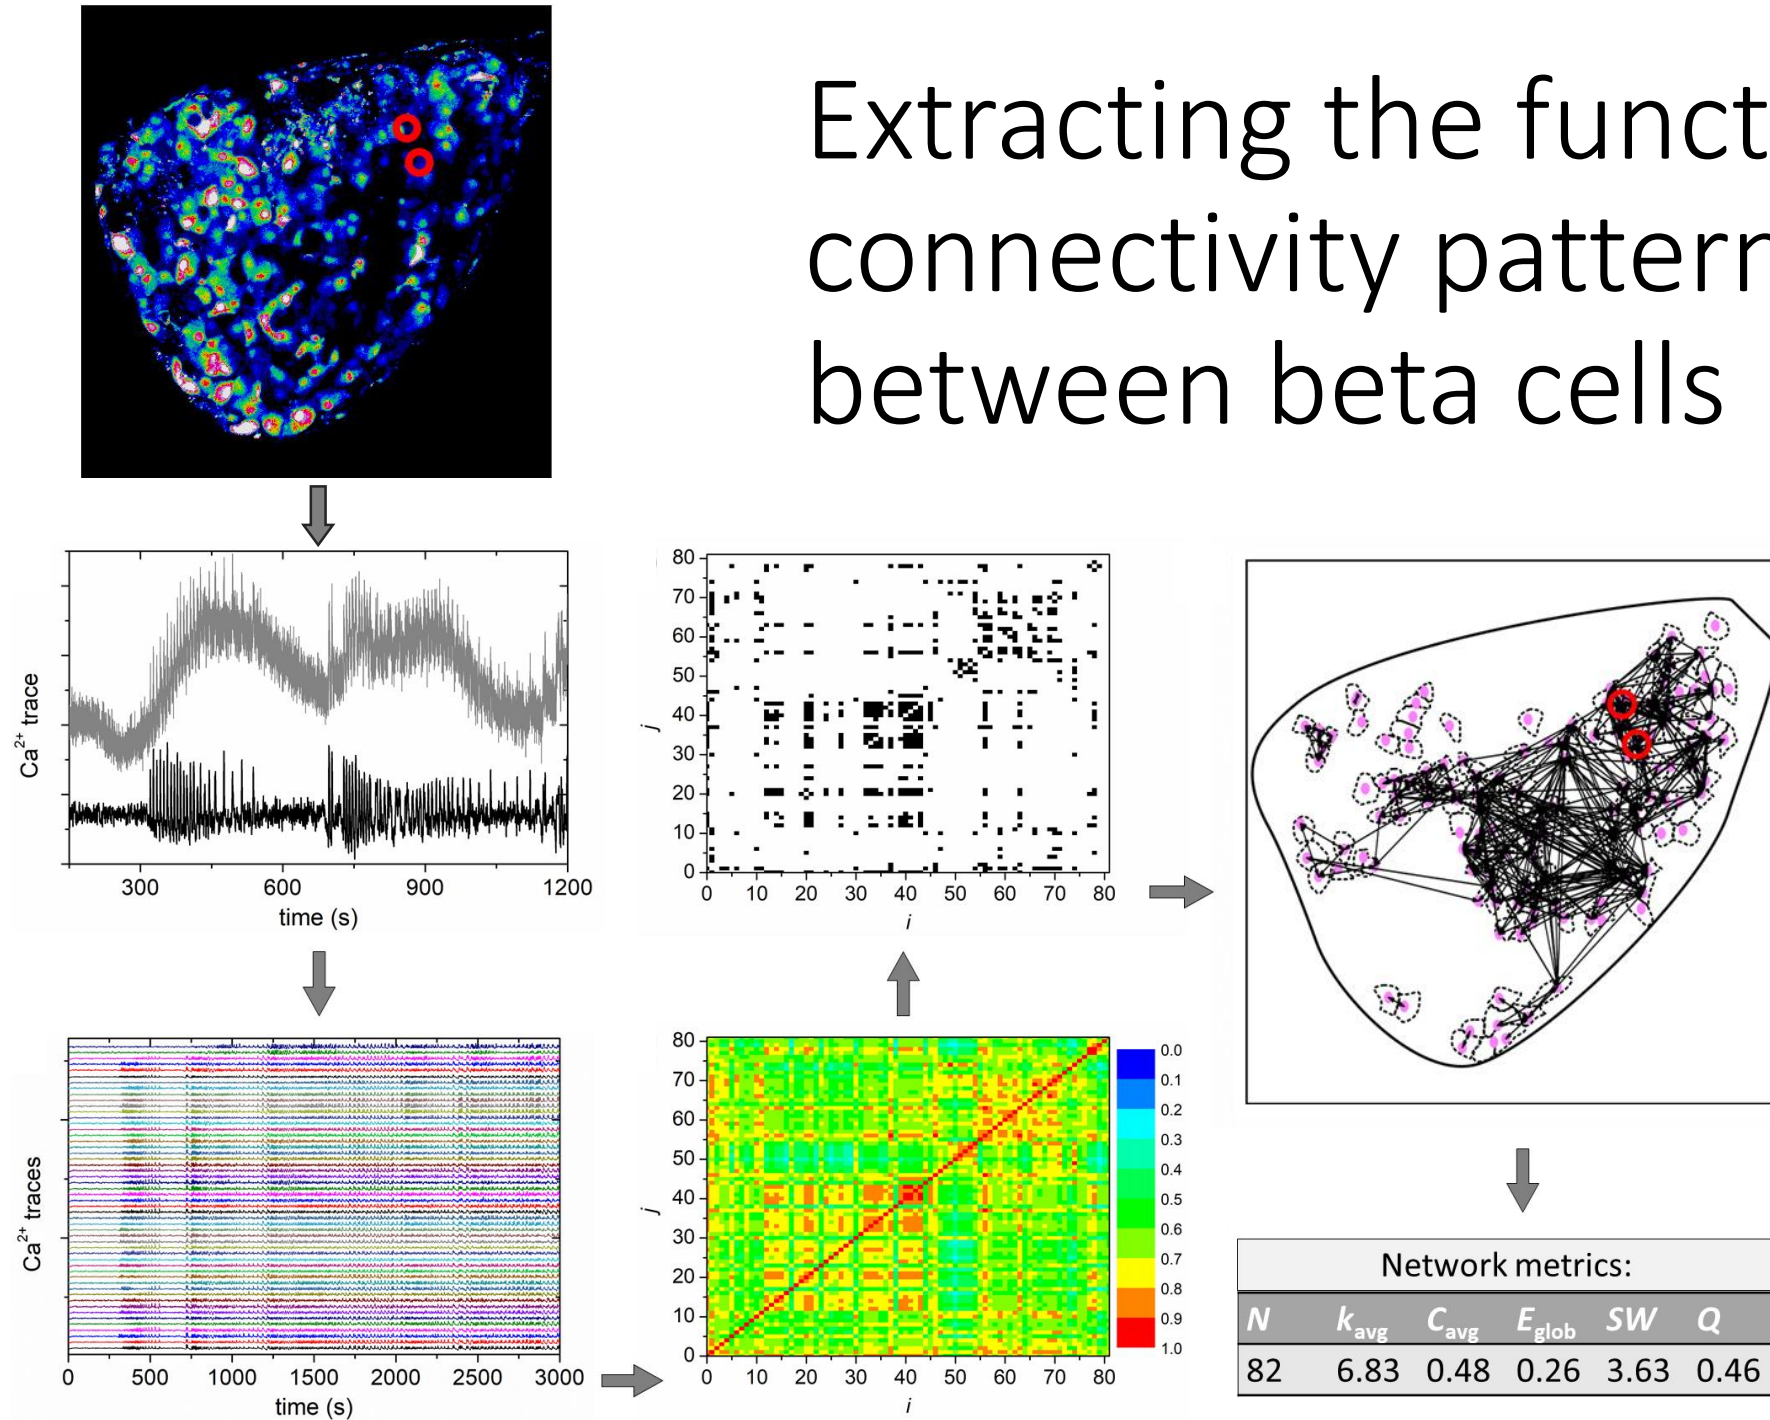 Extracting the funct
connectivity pattern
between beta cells
Ca2+ trace
300 600 900 1200
time (s)
80
70
60
50
40
30
20
10
0
j
0 10 20 30 40 50 60 70 80
i
Ca2+ traces
0 500 1000 1500 2000 2500 3000
time (s)
80
70
60
50
40
30
20
10
0
j
0 10 20 30 40 50 60 70 80
i
0.0
0.1
0.2
0.3
0.4
0.5
0.6
0.7
0.8
0.9
1.0
Network metrics:
N kavg Cavg Eglob SW Q
82 6.83 0.48 0.26 3.63 0.46